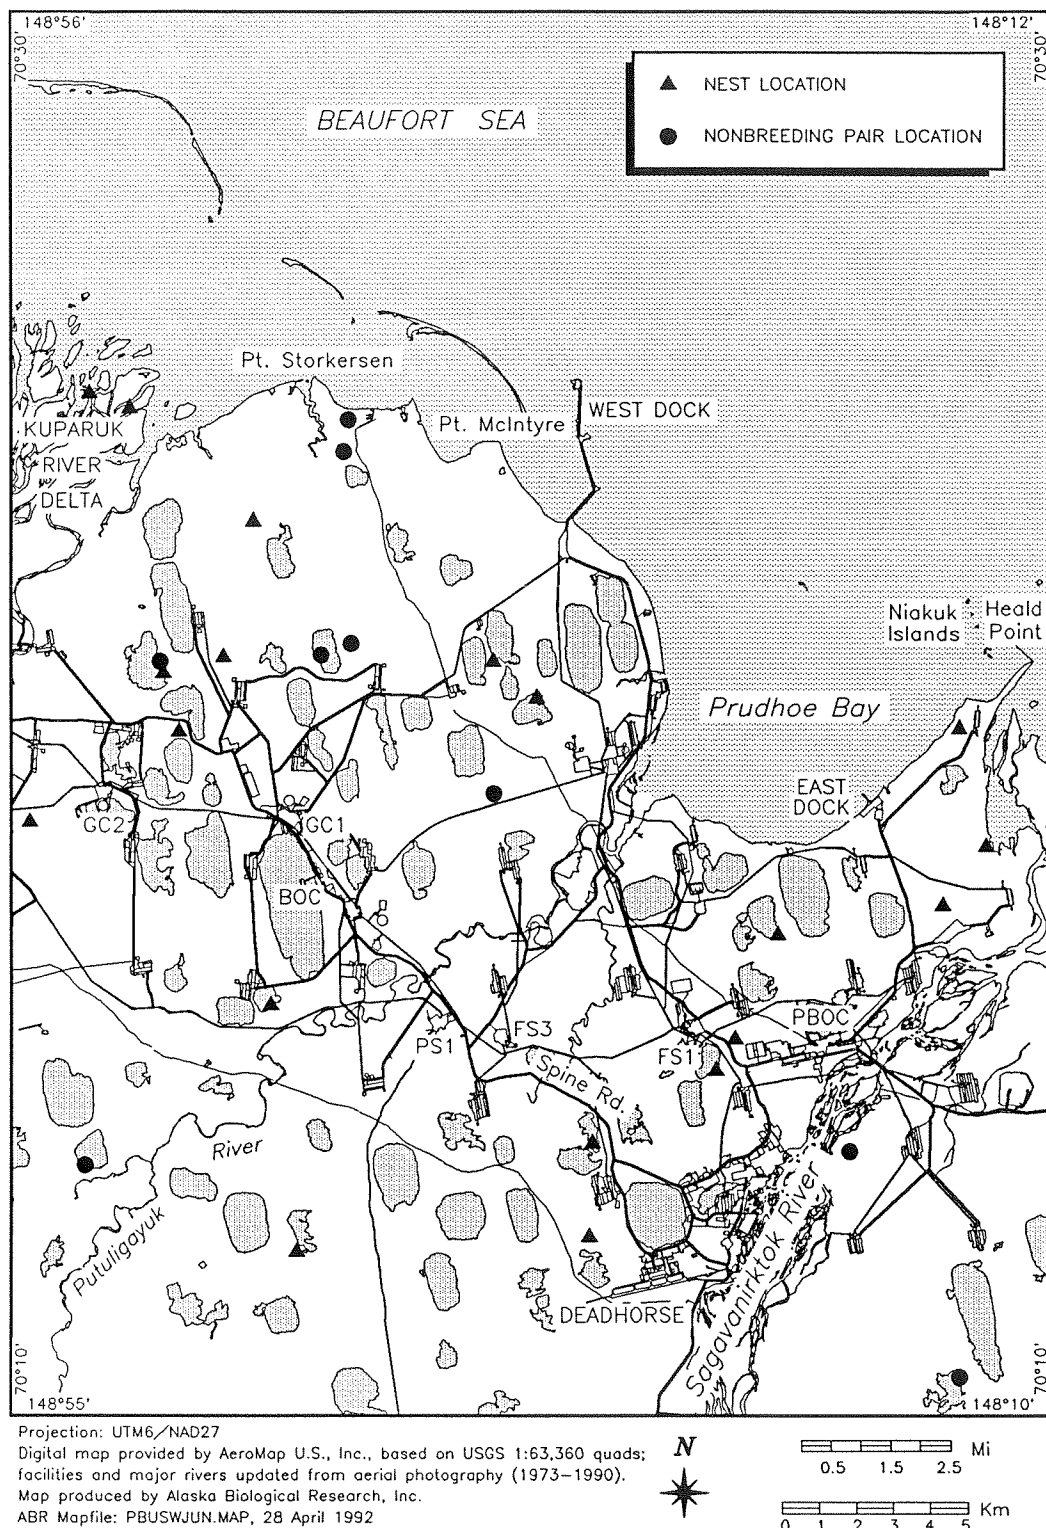 148°56'
148°12'
70°30'
70°30'
NEST LOCATION
NONBREEDING PAIR LOCATION
BEAUFORT SEA
Pt. Storkersen
WEST DOCK
Pt. McIntyre
KUPARUK
RIVER
DELTA
Niakuk
Islands
Heald
Point
Prudhoe Bay
EAST
DOCK
GC2
GC1
BOC
PS1
FS3
PBOC
FS11
Spine Rd.
River
Putuligayuk
Sagavanirktok River
DEADHORSE
70°10'
70°10'
148°55'
148°10'
Projection: UTM6/NAD27
Digital map provided by AeroMap U.S., Inc., based on USGS 1:63,360 quads;
facilities and major rivers updated from aerial photography (1973–1990).
Map produced by Alaska Biological Research, Inc.
ABR Mapfile: PBUSWJUN.MAP, 28 April 1992
N
Mi
0.5 1.5 2.5
Km
0 1 2 3 4 5